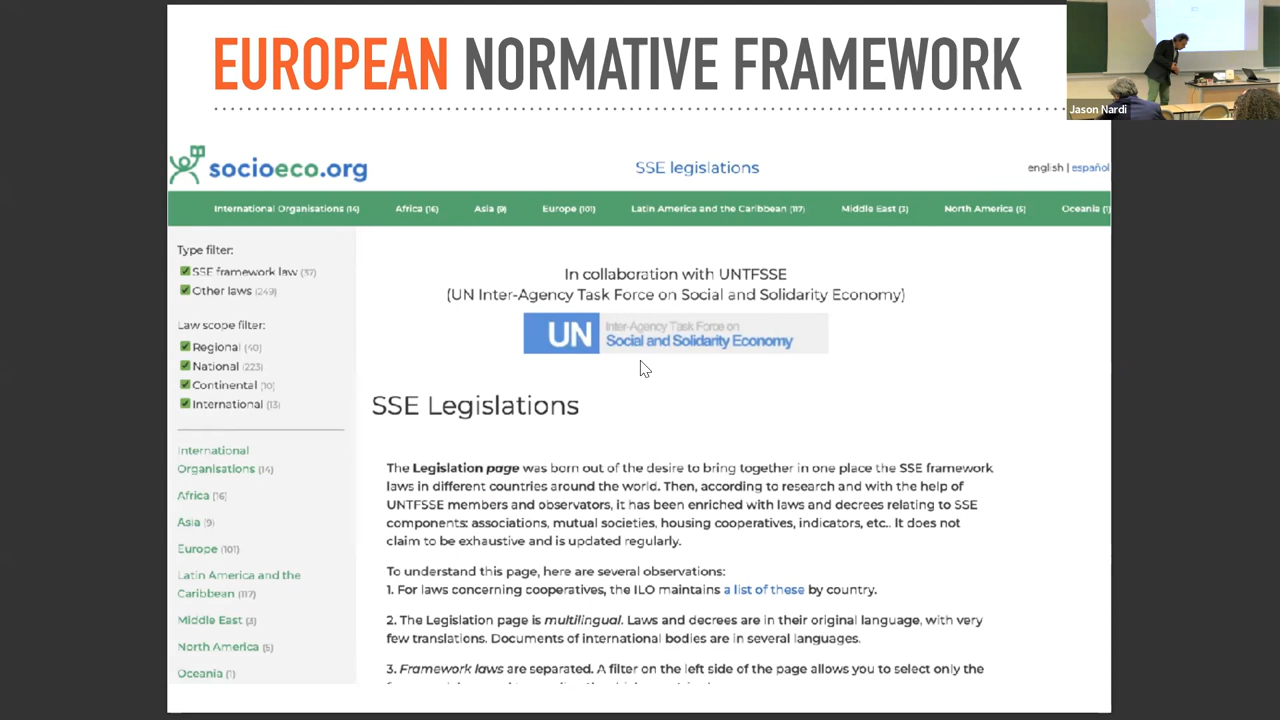 EUROPEAN NORMATIVE FRAMEWORK
Jason Nardi
socioeco.org
SSE legislations
english | español
International Organisations (14) Africa (16) Asia (9) Europe (101) Latin America and the Caribbean (117) Middle East (3) North America (5) Oceania (1)
Type filter:
SSE framework law (37)
Other laws (249)
Law scope filter:
Regional (40)
National (223)
Continental (10)
International (13)
International
Organisations (14)
Africa (16)
Asia (9)
Europe (101)
Latin America and the
Caribbean (117)
Middle East (3)
North America (5)
Oceania (1)
In collaboration with UNTFSSE
(UN Inter-Agency Task Force on Social and Solidarity Economy)
UN Inter-Agency Task Force on
Social and Solidarity Economy
SSE Legislations
The Legislation page was born out of the desire to bring together in one place the SSE framework
laws in different countries around the world. Then, according to research and with the help of
UNTFSSE members and observators, it has been enriched with laws and decrees relating to SSE
components: associations, mutual societies, housing cooperatives, indicators, etc.. It does not
claim to be exhaustive and is updated regularly.
To understand this page, here are several observations:
1. For laws concerning cooperatives, the ILO maintains a list of these by country.
2. The Legislation page is multilingual. Laws and decrees are in their original language, with very
few translations. Documents of international bodies are in several languages.
3. Framework laws are separated. A filter on the left side of the page allows you to select only the